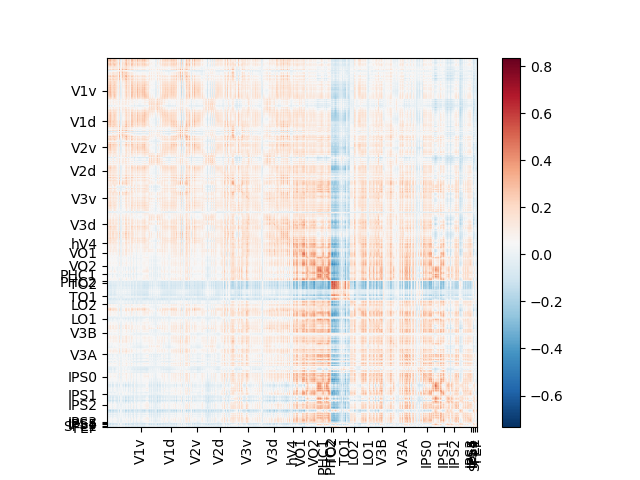 V1v
V1d
V2v
V2d
V3v
V3d
hV4
VO1
VO2
PHC1
TO1
LO2
LO1
V3B
V3A
IPS0
IPS1
IPS2
V1v
V1d
V2v
V2d
V3v
V3d
hV4
VO1
VO2
PHC1
TO1
LO2
LO1
V3B
V3A
IPS0
IPS1
IPS2
0.8
0.6
0.4
0.2
0.0
−0.2
−0.4
−0.6